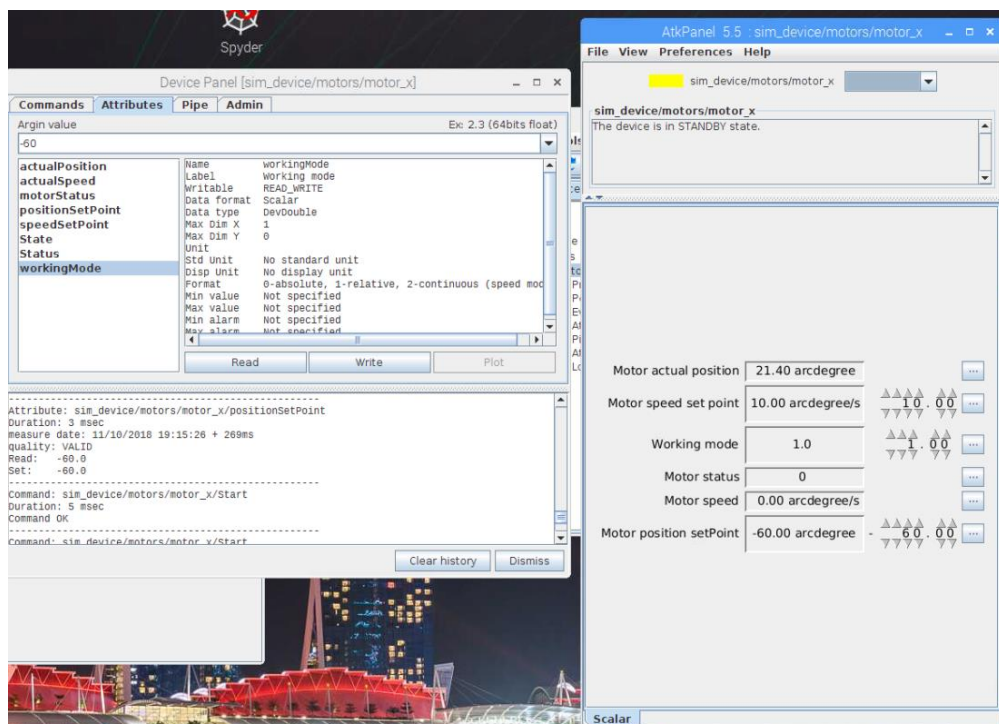 Spyder
Device Panel [sim_device/motors/motor_x]
Commands Attributes Pipe Admin
Argin value Ex: 2.3 (64bits float)
-60
actualPosition
actualSpeed
motorStatus
positionSetPoint
speedSetPoint
State
Status
workingMode
Name workingMode
Label Working mode
Writable READ_WRITE
Data format Scalar
Data type DevDouble
Max Dim X 1
Max Dim Y 0
Unit
Std Unit No standard unit
Disp Unit No display unit
Format 0-absolute, 1-relative, 2-continuous (speed mod
Min value Not specified
Max value Not specified
Min alarm Not specified
Max alarm Not specified
Read Write Plot
----------------------------------------------------------
Attribute: sim_device/motors/motor_x/positionSetPoint
Duration: 3 msec
measure date: 11/10/2018 19:15:26 + 269ms
quality: VALID
Read: -60.0
Set: -60.0
----------------------------------------------------------
Command: sim_device/motors/motor_x/Start
Duration: 5 msec
Command OK
----------------------------------------------------------
Command: sim_device/motors/motor_x/Start
Clear history Dismiss
AtkPanel 5.5 : sim_device/motors/motor_x
File View Preferences Help
sim_device/motors/motor_x
sim_device/motors/motor_x
The device is in STANDBY state.
Motor actual position 21.40 arcdegree ...
Motor speed set point 10.00 arcdegree/s 10.00 ...
Working mode 1.0 1.00 ...
Motor status 0 ...
Motor speed 0.00 arcdegree/s ...
Motor position setPoint -60.00 arcdegree - 60.00 ...
Scalar